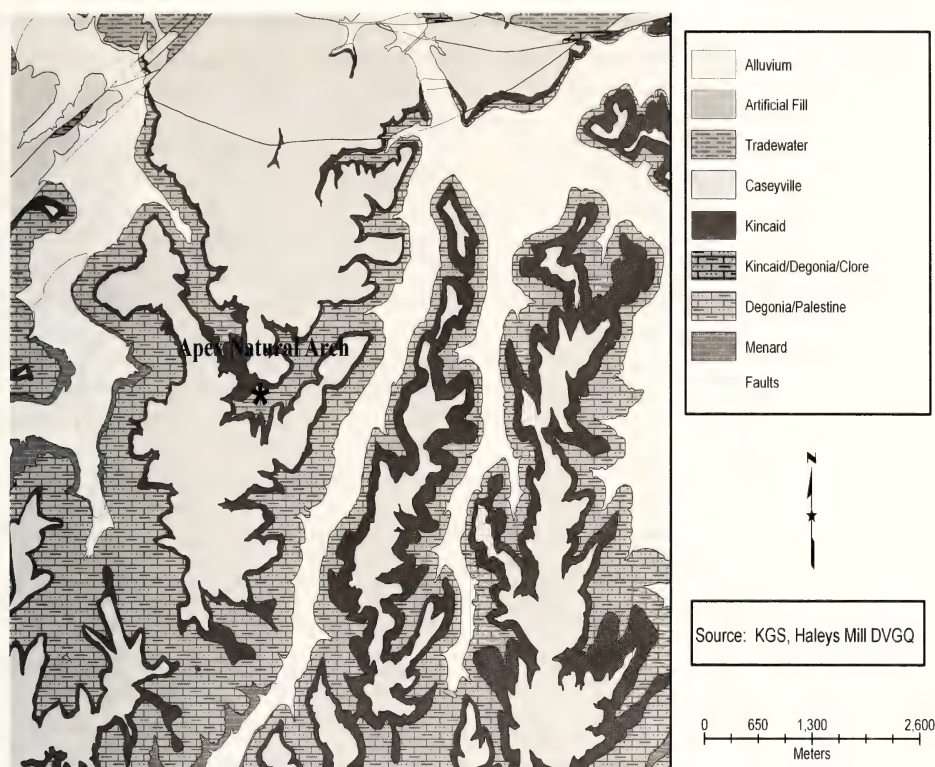 Apex Natural Arch
*
Alluvium
Artificial Fill
Tradewater
Caseyville
Kincaid
Kincaid/Degonia/Clore
Degonia/Palestine
Menard
Faults
N
Source: KGS, Haleys Mill DVGQ
0 650 1,300 2,600
Meters